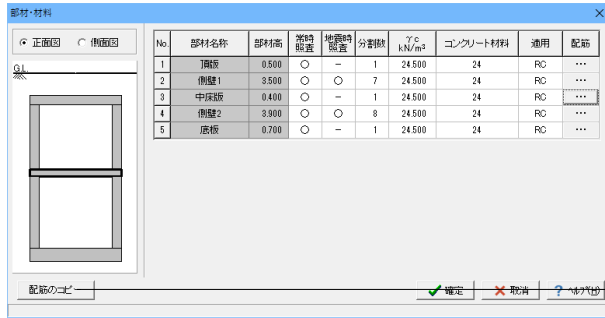 部材・材料
正面図 側面図
G.L.
No. 部材名称 部材高 常時照査 地震時照査 分割数 γc kN/m³ コンクリート材料 適用 配筋
1 頂版 0.500 ○ − 1 24.500 24 RC …
2 側壁1 3.500 ○ ○ 7 24.500 24 RC …
3 中床版 0.400 ○ − 1 24.500 24 RC …
4 側壁2 3.900 ○ ○ 8 24.500 24 RC …
5 底板 0.700 ○ − 1 24.500 24 RC …
配筋のコピー 確定 取消 ? ヘルプ(H)